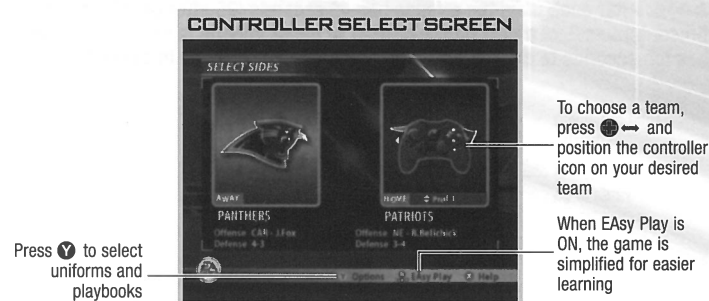 CONTROLLER SELECT SCREEN
SELECT SIDES
AWAY
HOME
PANTHERS
Offense CAR - J.Fox
Defense 4-3
PATRIOTS
Offense NE - B.Belichick
Defense 3-4
Y Options
EAsy Play
Help
To choose a team,
press and
position the controller
icon on your desired
team
When EAsy Play is
ON, the game is
simplified for easier
learning
Press Y to select
uniforms and
playbooks